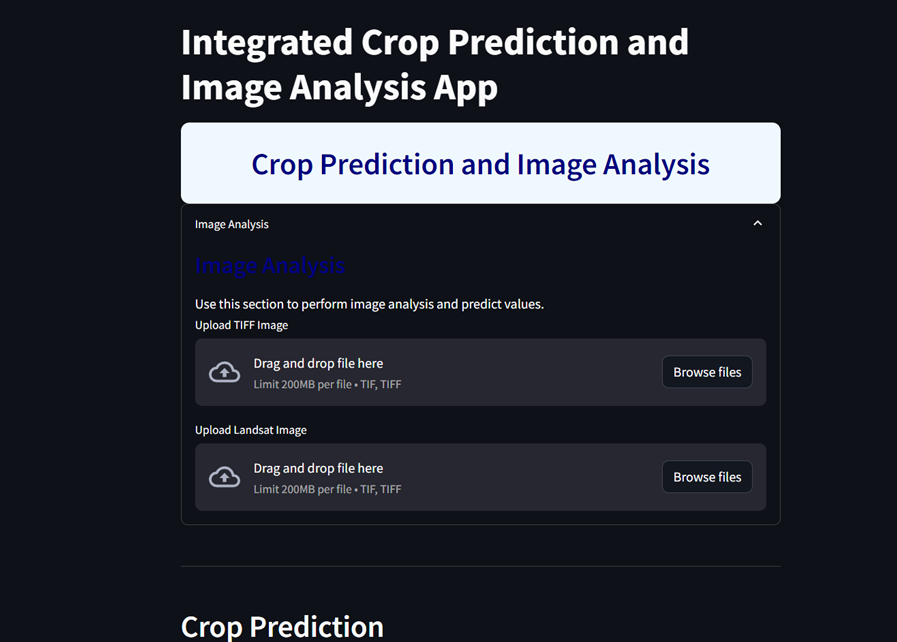 Integrated Crop Prediction and
Image Analysis App
Crop Prediction and Image Analysis
Image Analysis
Image Analysis
Use this section to perform image analysis and predict values.
Upload TIFF Image
Drag and drop file here
Limit 200MB per file • TIF, TIFF
Browse files
Upload Landsat Image
Drag and drop file here
Limit 200MB per file • TIF, TIFF
Browse files
Crop Prediction